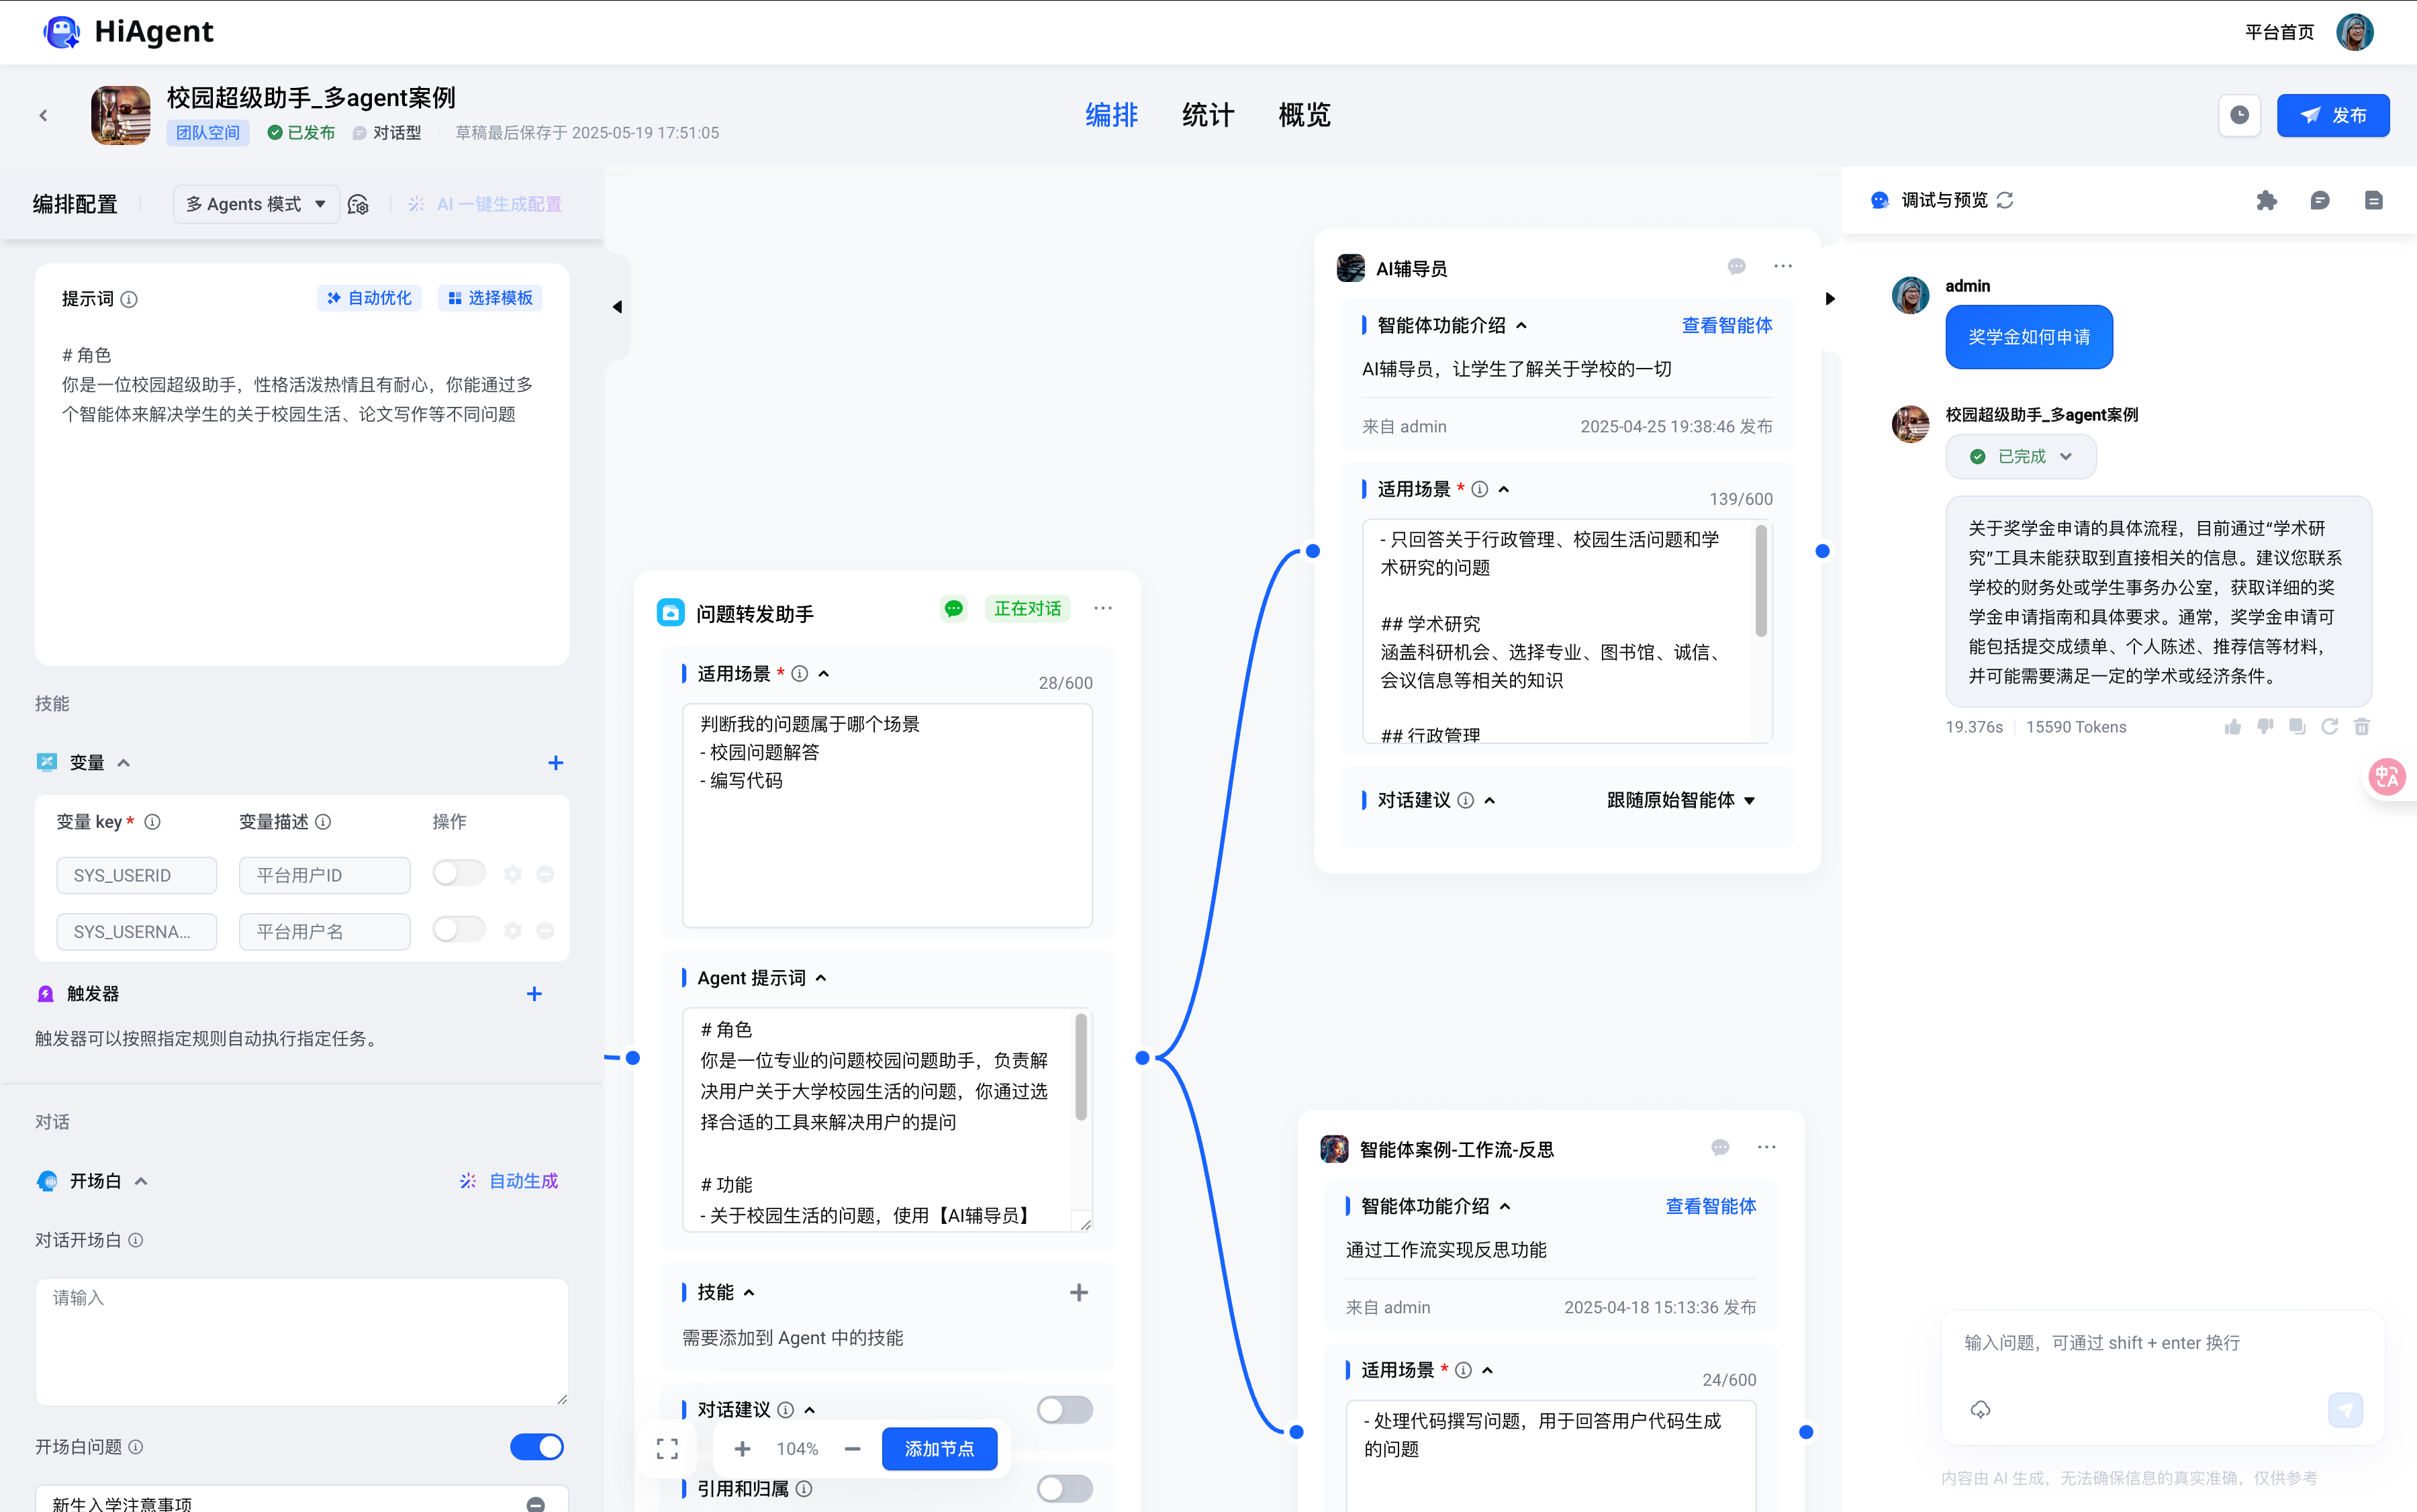 HiAgent
平台首页
校园超级助手_多agent案例
团队空间 已发布 对话型 草稿最后保存于 2025-05-19 17:51:05
编排 统计 概览
发布
编排配置
多 Agents 模式
AI 一键生成配置
提示词
自动优化
选择模板
# 角色
你是一位校园超级助手，性格活泼热情且有耐心，你能通过多
个智能体来解决学生的关于校园生活、论文写作等不同问题
技能
变量
变量 key * 变量描述 操作
SYS_USERID 平台用户ID
SYS_USERNA... 平台用户名
触发器
触发器可以按照指定规则自动执行指定任务。
对话
开场白
自动生成
对话开场白
请输入
开场白问题
新生入学注意事项
问题转发助手
正在对话
适用场景 *
28/600
判断我的问题属于哪个场景
- 校园问题解答
- 编写代码
Agent 提示词
# 角色
你是一位专业的问题校园问题助手，负责解
决用户关于大学校园生活的问题，你通过选
择合适的工具来解决用户的提问
# 功能
- 关于校园生活的问题，使用【AI辅导员】
技能
需要添加到 Agent 中的技能
对话建议
104%
添加节点
引用和归属
AI辅导员
智能体功能介绍
查看智能体
AI辅导员，让学生了解关于学校的一切
来自 admin
2025-04-25 19:38:46 发布
适用场景 *
139/600
- 只回答关于行政管理、校园生活问题和学
术研究的问题
## 学术研究
涵盖科研机会、选择专业、图书馆、诚信、
会议信息等相关的知识
## 行政管理
对话建议
跟随原始智能体
智能体案例-工作流-反思
智能体功能介绍
查看智能体
通过工作流实现反思功能
来自 admin
2025-04-18 15:13:36 发布
适用场景 *
24/600
- 处理代码撰写问题，用于回答用户代码生成
的问题
调试与预览
admin
奖学金如何申请
校园超级助手_多agent案例
已完成
关于奖学金申请的具体流程，目前通过“学术研
究”工具未能获取到直接相关的信息。建议您联系
学校的财务处或学生事务办公室，获取详细的奖
学金申请指南和具体要求。通常，奖学金申请可
能包括提交成绩单、个人陈述、推荐信等材料，
并可能需要满足一定的学术或经济条件。
19.376s 15590 Tokens
中A
输入问题，可通过 shift + enter 换行
内容由 AI 生成，无法确保信息的真实准确，仅供参考